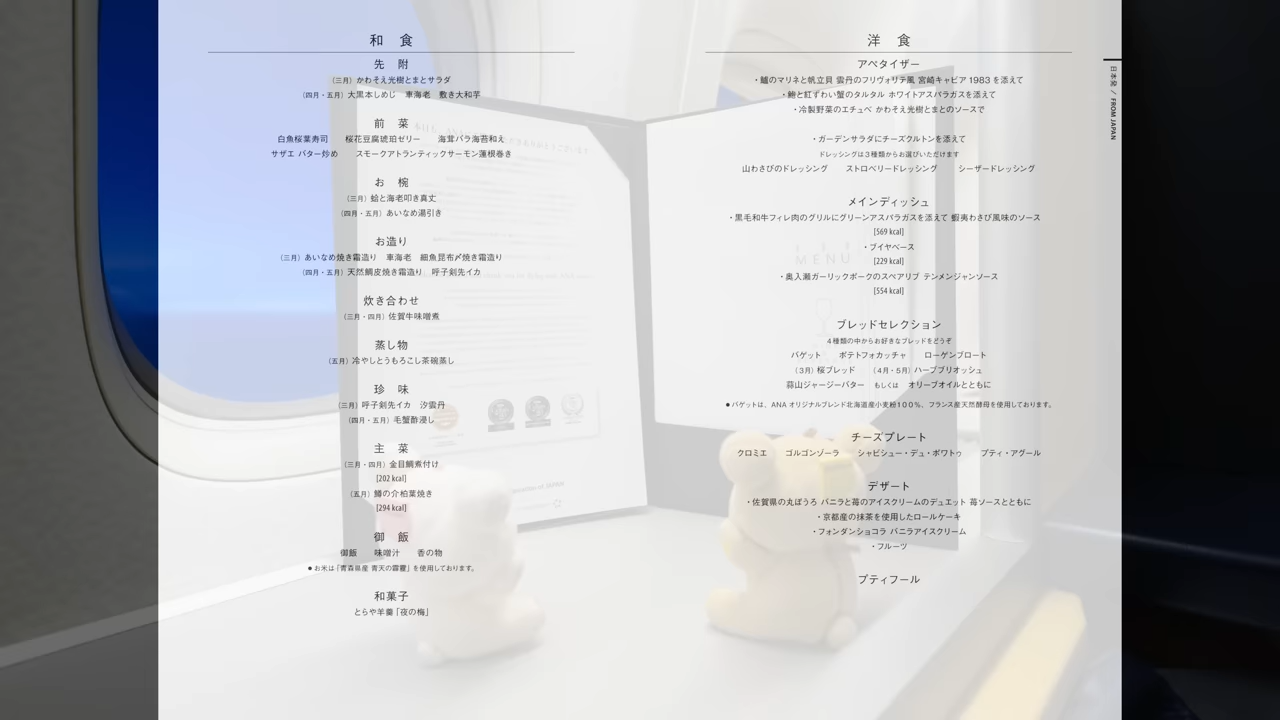 和 食
先 附
（三月）かわそえ光樹とまとサラダ
（四月・五月）大黒本しめじ 車海老 敷き大和芋
前 菜
白魚桜葉寿司 桜花豆腐琥珀ゼリー 海茸バラ海苔和え
サザエ バター炒め スモークアトランティックサーモン蓮根巻き
お 椀
（三月）蛤と海老叩き真丈
（四月・五月）あいなめ湯引き
お造り
（三月）あいなめ焼き霜造り 車海老 細魚昆布〆焼き霜造り
（四月・五月）天然鯛皮焼き霜造り 呼子剣先イカ
炊き合わせ
（三月・四月）佐賀牛味噌煮
蒸し物
（五月）冷やしとうもろこし茶碗蒸し
珍 味
（三月）呼子剣先イカ 汐雲丹
（四月・五月）毛蟹酢浸し
主 菜
（三月・四月）金目鯛煮付け
[202 kcal]
（五月）鱒の介柏葉焼き
[294 kcal]
御 飯
御飯 味噌汁 香の物
● お米は「青森県産 青天の霹靂」を使用しております。
和菓子
とらや羊羹「夜の梅」
洋 食
アペタイザー
・鱸のマリネと帆立貝 雲丹のフリヴォリテ風 宮崎キャビア 1983 を添えて
・鮑と紅ずわい蟹のタルタル ホワイトアスパラガスを添えて
・冷製野菜のエチュベ かわそえ光樹とまとのソースで
・ガーデンサラダにチーズクルトンを添えて
ドレッシングは3種類からお選びいただけます
山わさびのドレッシング ストロベリードレッシング シーザードレッシング
メインディッシュ
・黒毛和牛フィレ肉のグリルにグリーンアスパラガスを添えて 蝦夷わさび風味のソース
[569 kcal]
・ブイヤベース
[229 kcal]
・奥入瀬ガーリックポークのスペアリブ テンメンジャンソース
[554 kcal]
ブレッドセレクション
4種類の中からお好きなブレッドをどうぞ
バゲット ポテトフォカッチャ ローゲンブロート
（3月）桜ブレッド （4月・5月）ハーブブリオッシュ
蒜山ジャージーバター もしくは オリーブオイルとともに
● バゲットは、ANA オリジナルブレンド北海道産小麦粉100%、フランス産天然酵母を使用しております。
チーズプレート
クロミエ ゴルゴンゾーラ シャビシュー・デュ・ポワトゥ プティ・アグール
デザート
・佐賀県の丸ぼうろ バニラと苺のアイスクリームのデュエット 苺ソースとともに
・京都産の抹茶を使用したロールケーキ
・フォンダンショコラ バニラアイスクリーム
・フルーツ
プティフール
日本発 / FROM JAPAN
MENU